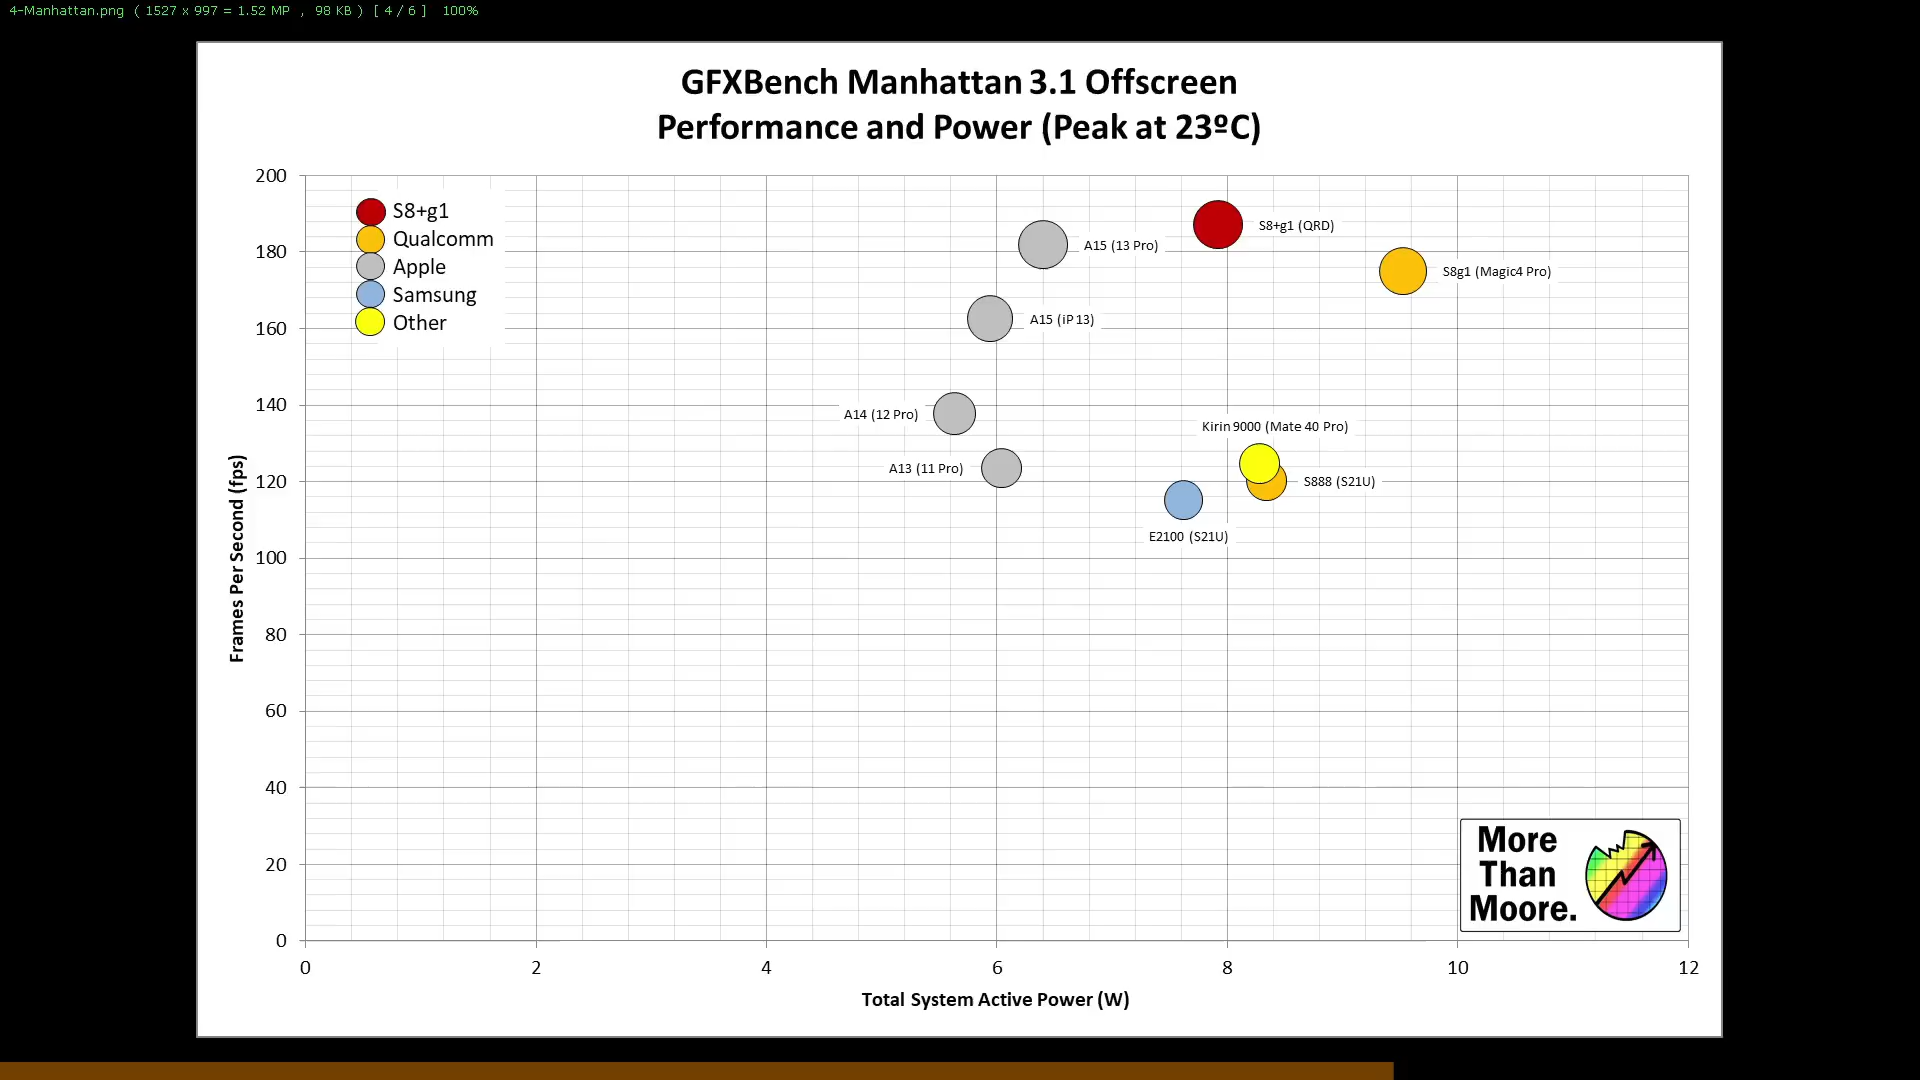 4-Manhattan.png ( 1527 x 997 = 1.52 MP , 98 KB ) [ 4 / 6 ] 100%
GFXBench Manhattan 3.1 Offscreen
Performance and Power (Peak at 23ºC)
200
180
160
140
120
100
80
60
40
20
0
Frames Per Second (fps)
S8+g1
Qualcomm
Apple
Samsung
Other
S8+g1 (QRD)
A15 (13 Pro)
S8g1 (Magic4 Pro)
A15 (iP13)
A14 (12 Pro)
Kirin 9000 (Mate 40 Pro)
A13 (11 Pro)
S888 (S21U)
E2100 (S21U)
More
Than
Moore.
0 2 4 6 8 10 12
Total System Active Power (W)